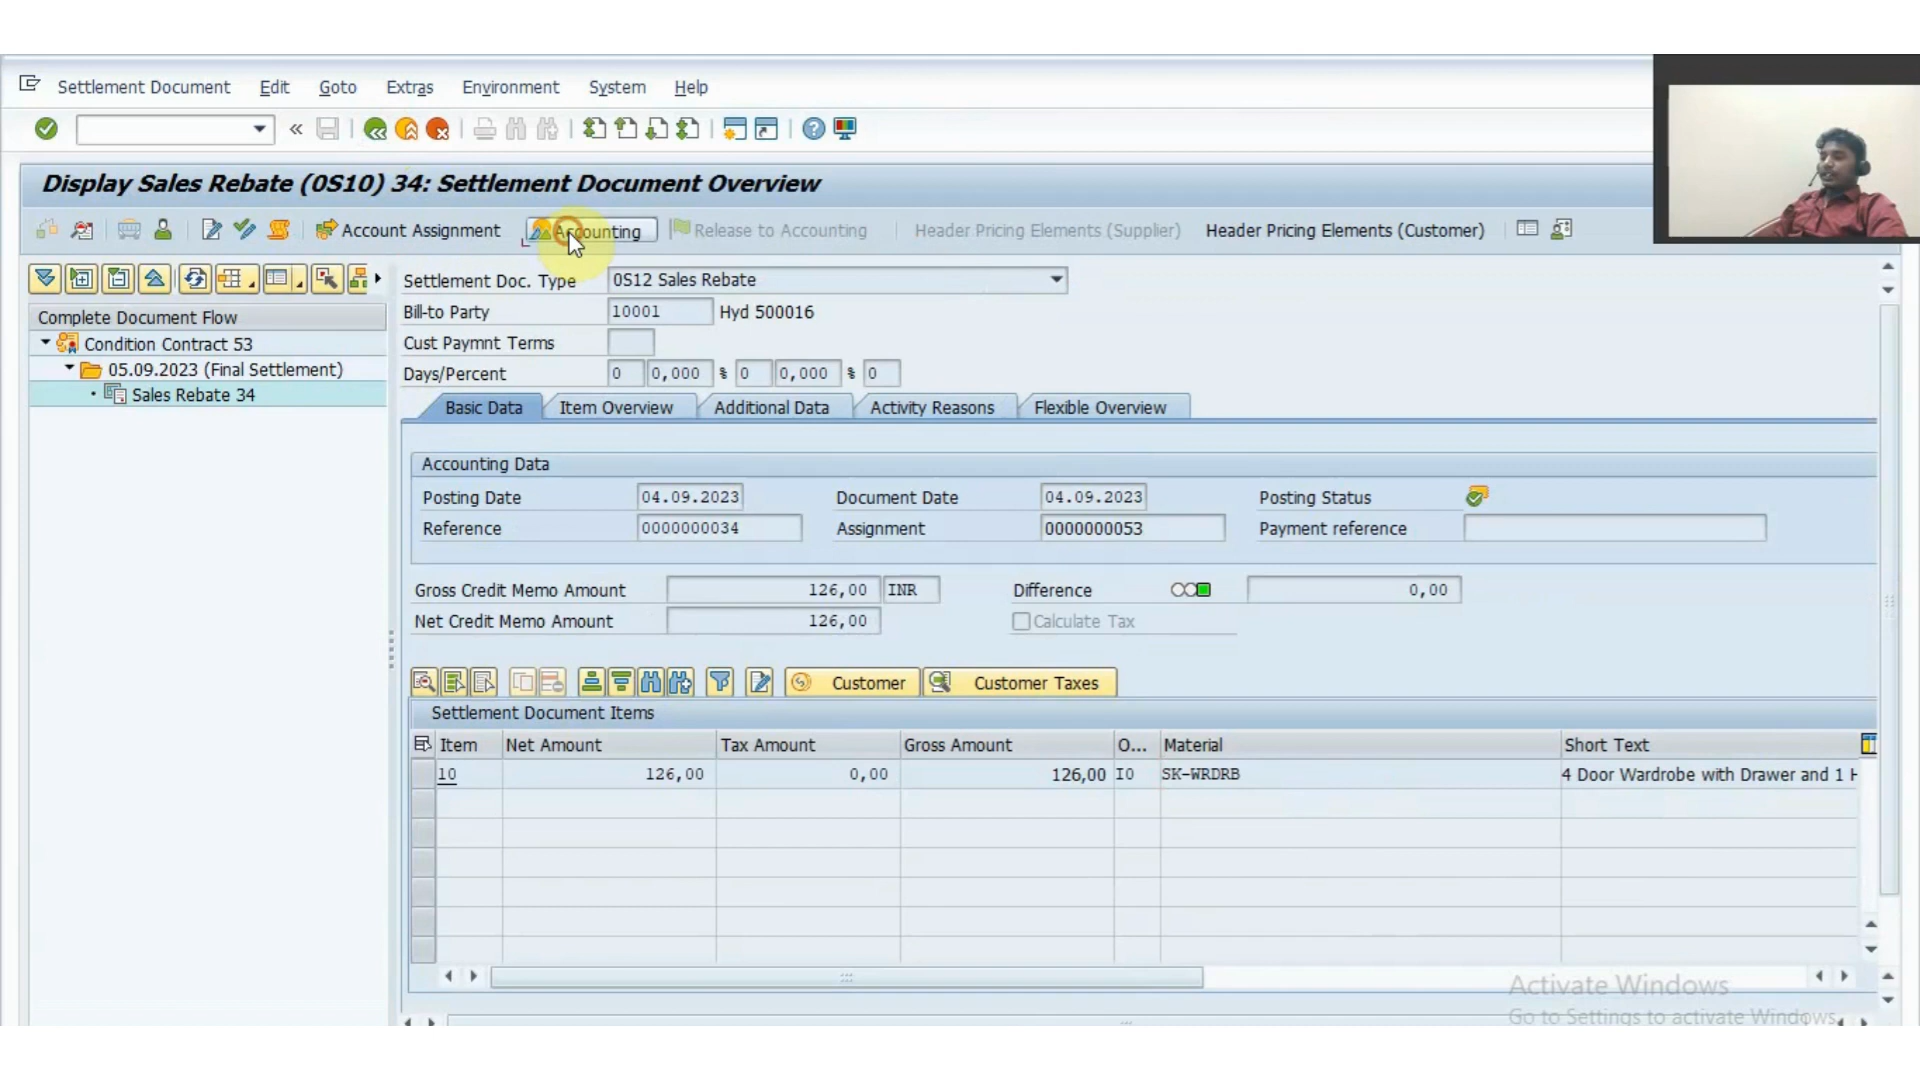 Settlement Document Edit Goto Extras Environment System Help
Display Sales Rebate (0S10) 34: Settlement Document Overview
Account Assignment Accounting Release to Accounting Header Pricing Elements (Supplier) Header Pricing Elements (Customer)
Complete Document Flow
Condition Contract 53
05.09.2023 (Final Settlement)
Sales Rebate 34
Settlement Doc. Type 0S12 Sales Rebate
Bill-to Party 10001 Hyd 500016
Cust Paymnt Terms
Days/Percent 0 0,000 % 0 0,000 % 0
Basic Data Item Overview Additional Data Activity Reasons Flexible Overview
Accounting Data
Posting Date 04.09.2023 Document Date 04.09.2023 Posting Status
Reference 0000000034 Assignment 0000000053 Payment reference
Gross Credit Memo Amount 126,00 INR Difference 0,00
Net Credit Memo Amount 126,00 Calculate Tax
Customer Customer Taxes
Settlement Document Items
Item Net Amount Tax Amount Gross Amount O... Material Short Text
10 126,00 0,00 126,00 I0 SK-WRDRB 4 Door Wardrobe with Drawer and 1 H
Activate Windows
Go to Settings to activate Windows.